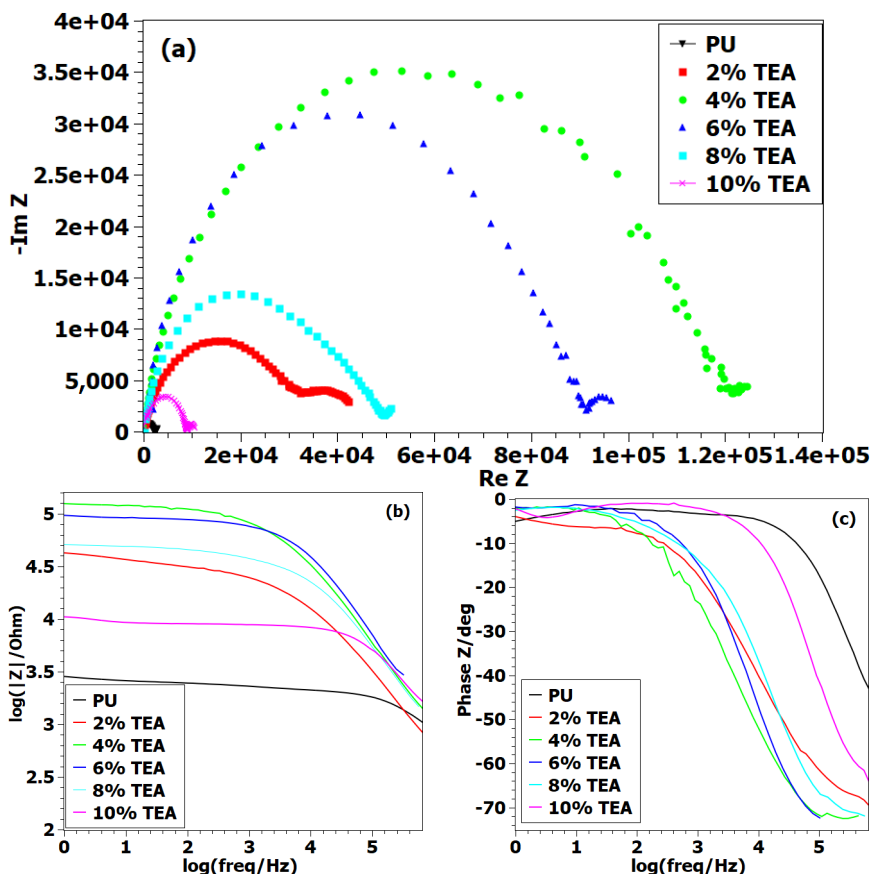 4e+04
3.5e+04
3e+04
2.5e+04
2e+04
1.5e+04
1e+04
5,000
0
-Im Z
(a)
PU
2% TEA
4% TEA
6% TEA
8% TEA
10% TEA
0
2e+04
4e+04
6e+04
8e+04
1e+05
1.2e+05
1.4e+05
Re Z
(b)
5
4.5
4
3.5
3
2.5
2
log(|Z|/Ohm)
PU
2% TEA
4% TEA
6% TEA
8% TEA
10% TEA
0
1
2
3
4
5
log(freq/Hz)
(c)
0
-10
-20
-30
-40
-50
-60
-70
Phase Z/deg
PU
2% TEA
4% TEA
6% TEA
8% TEA
10% TEA
0
1
2
3
4
5
log(freq/Hz)